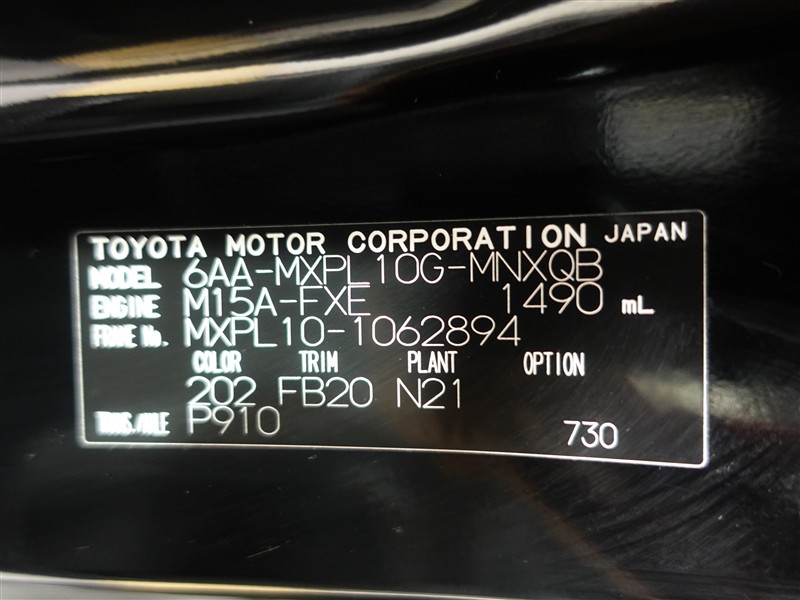 TOYOTA MOTOR CORPORATION JAPAN
MODEL 6AA-MXPL10G-MNXQB
ENGINE M15A-FXE 1490 mL
FRAME No. MXPL10-1062894
COLOR TRIM PLANT OPTION
202 FB20 N21
TRANS./AXLE P910
730